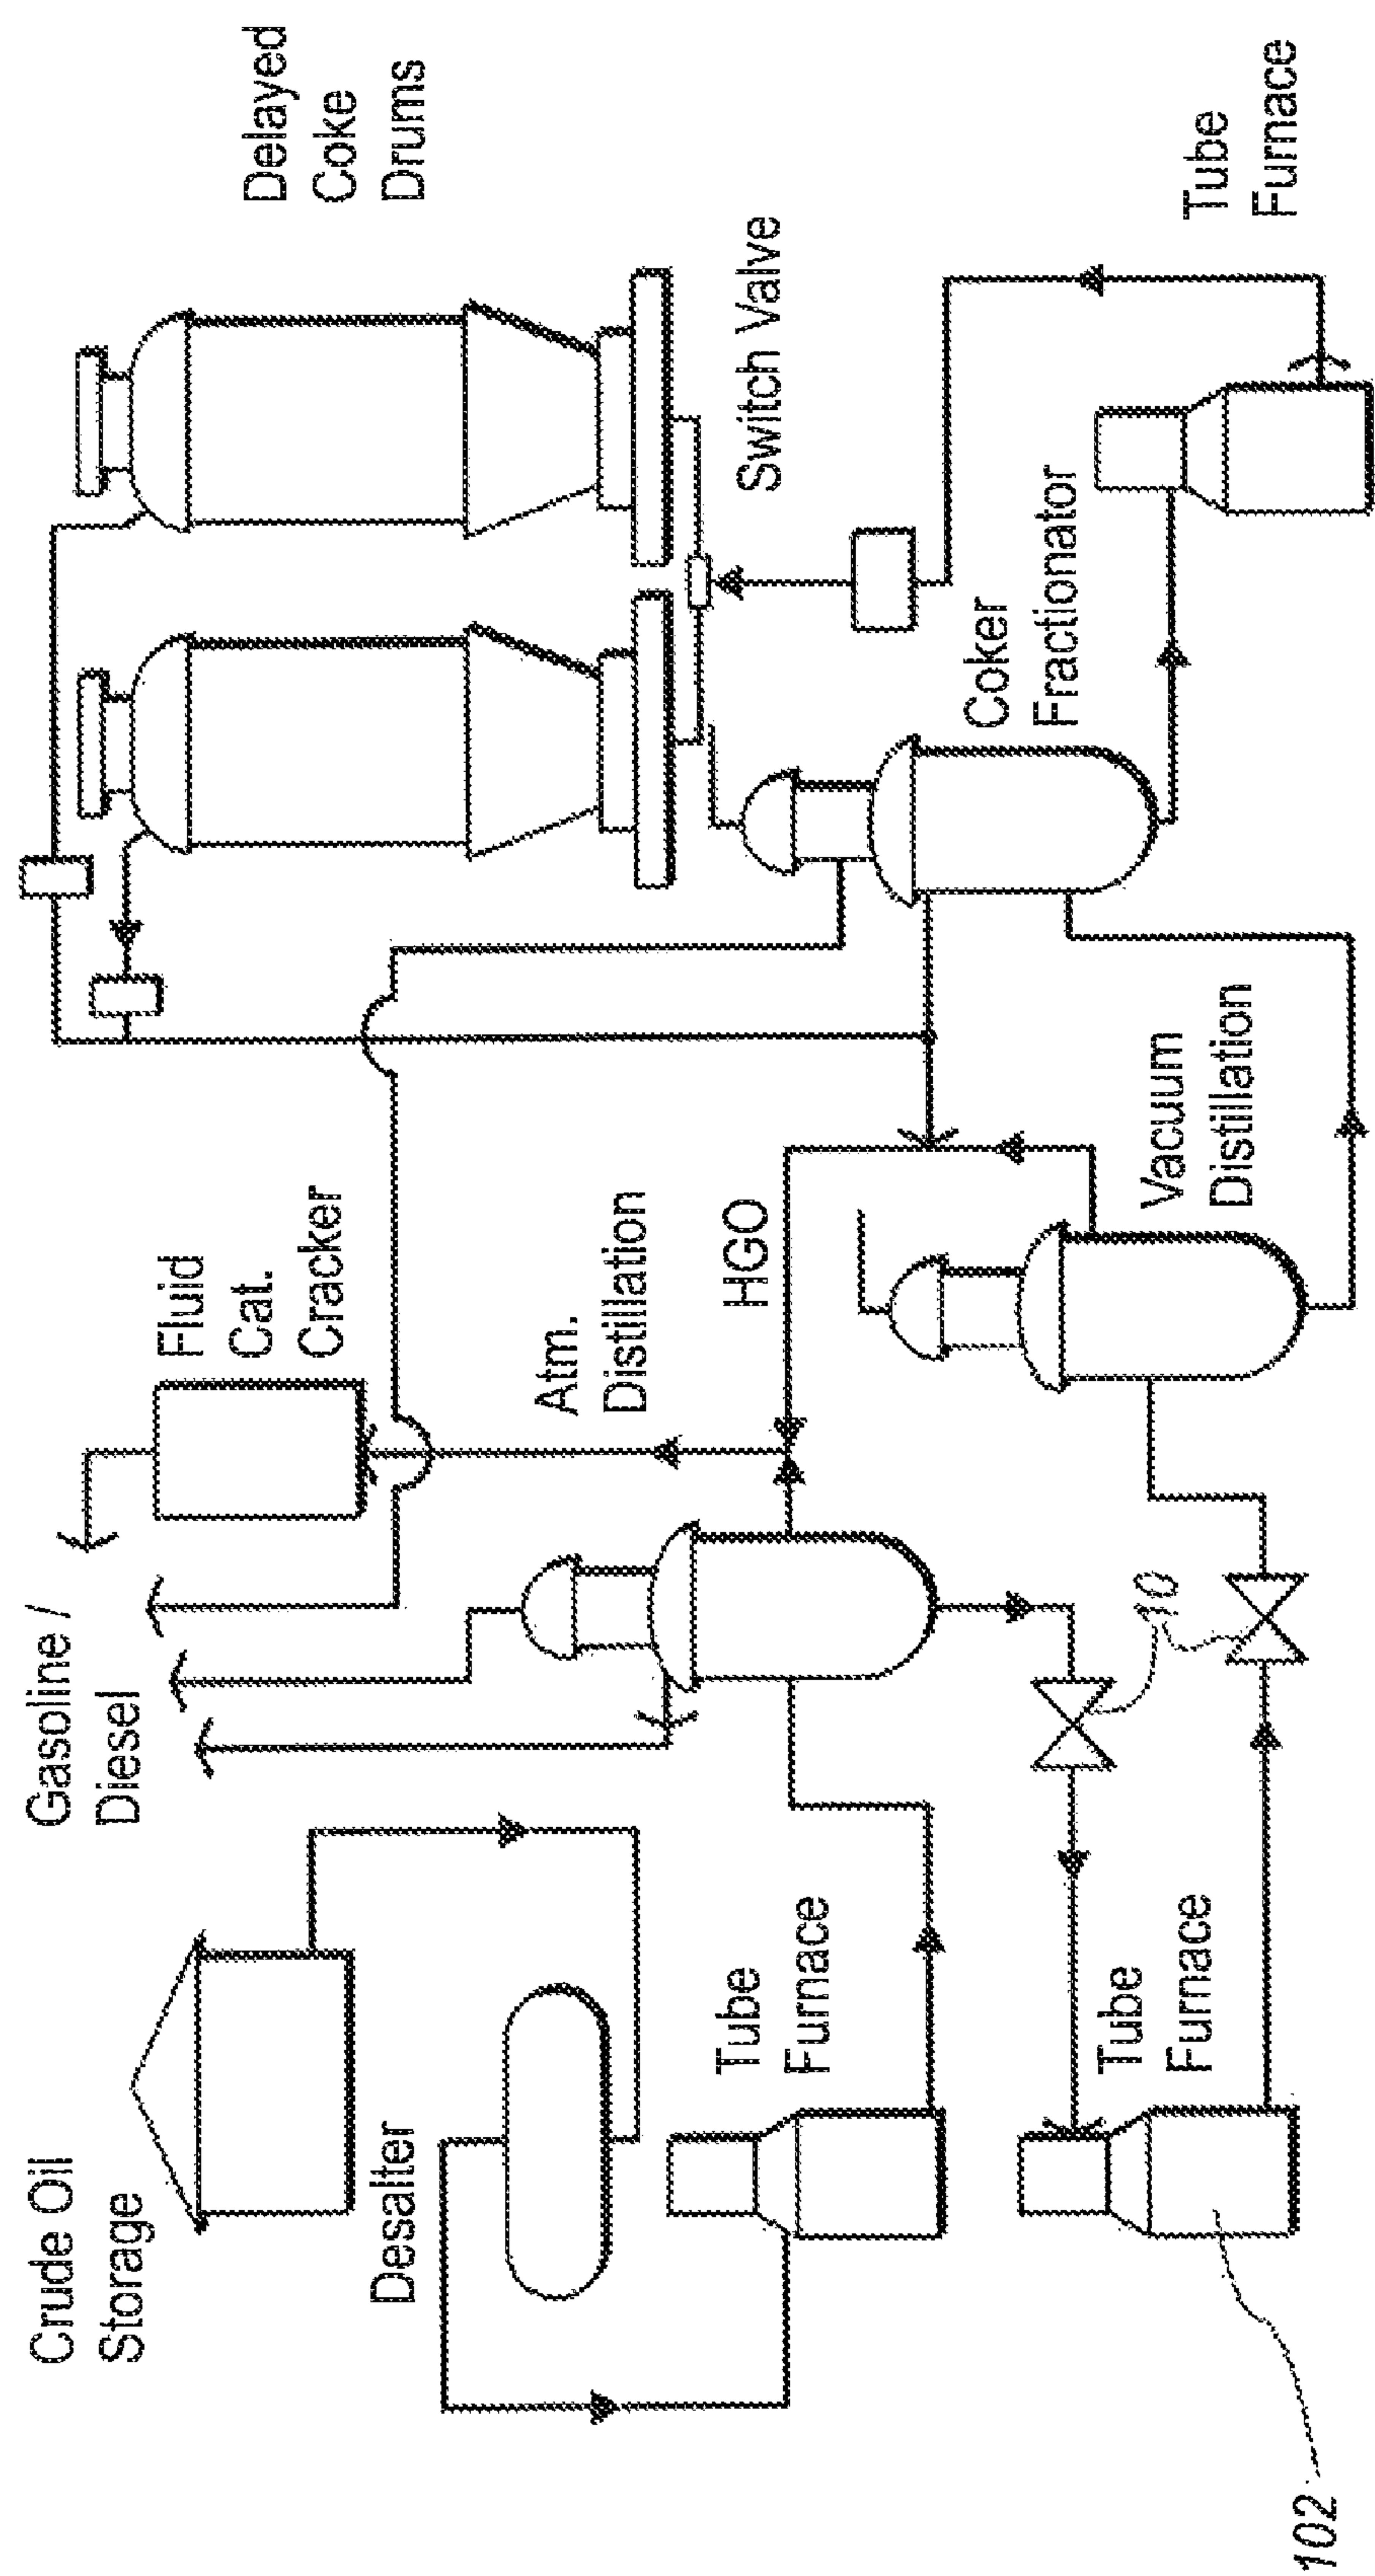 Crude Oil
Storage
Gasoline /
Diesel
Fluid
Cat.
Cracker
Delayed
Coke
Drums
Desalter
Atm.
Distillation
HGO
Switch Valve
Tube
Furnace
Coker
Fractionator
Tube
Furnace
Vacuum
Distillation
Tube
Furnace
10
102